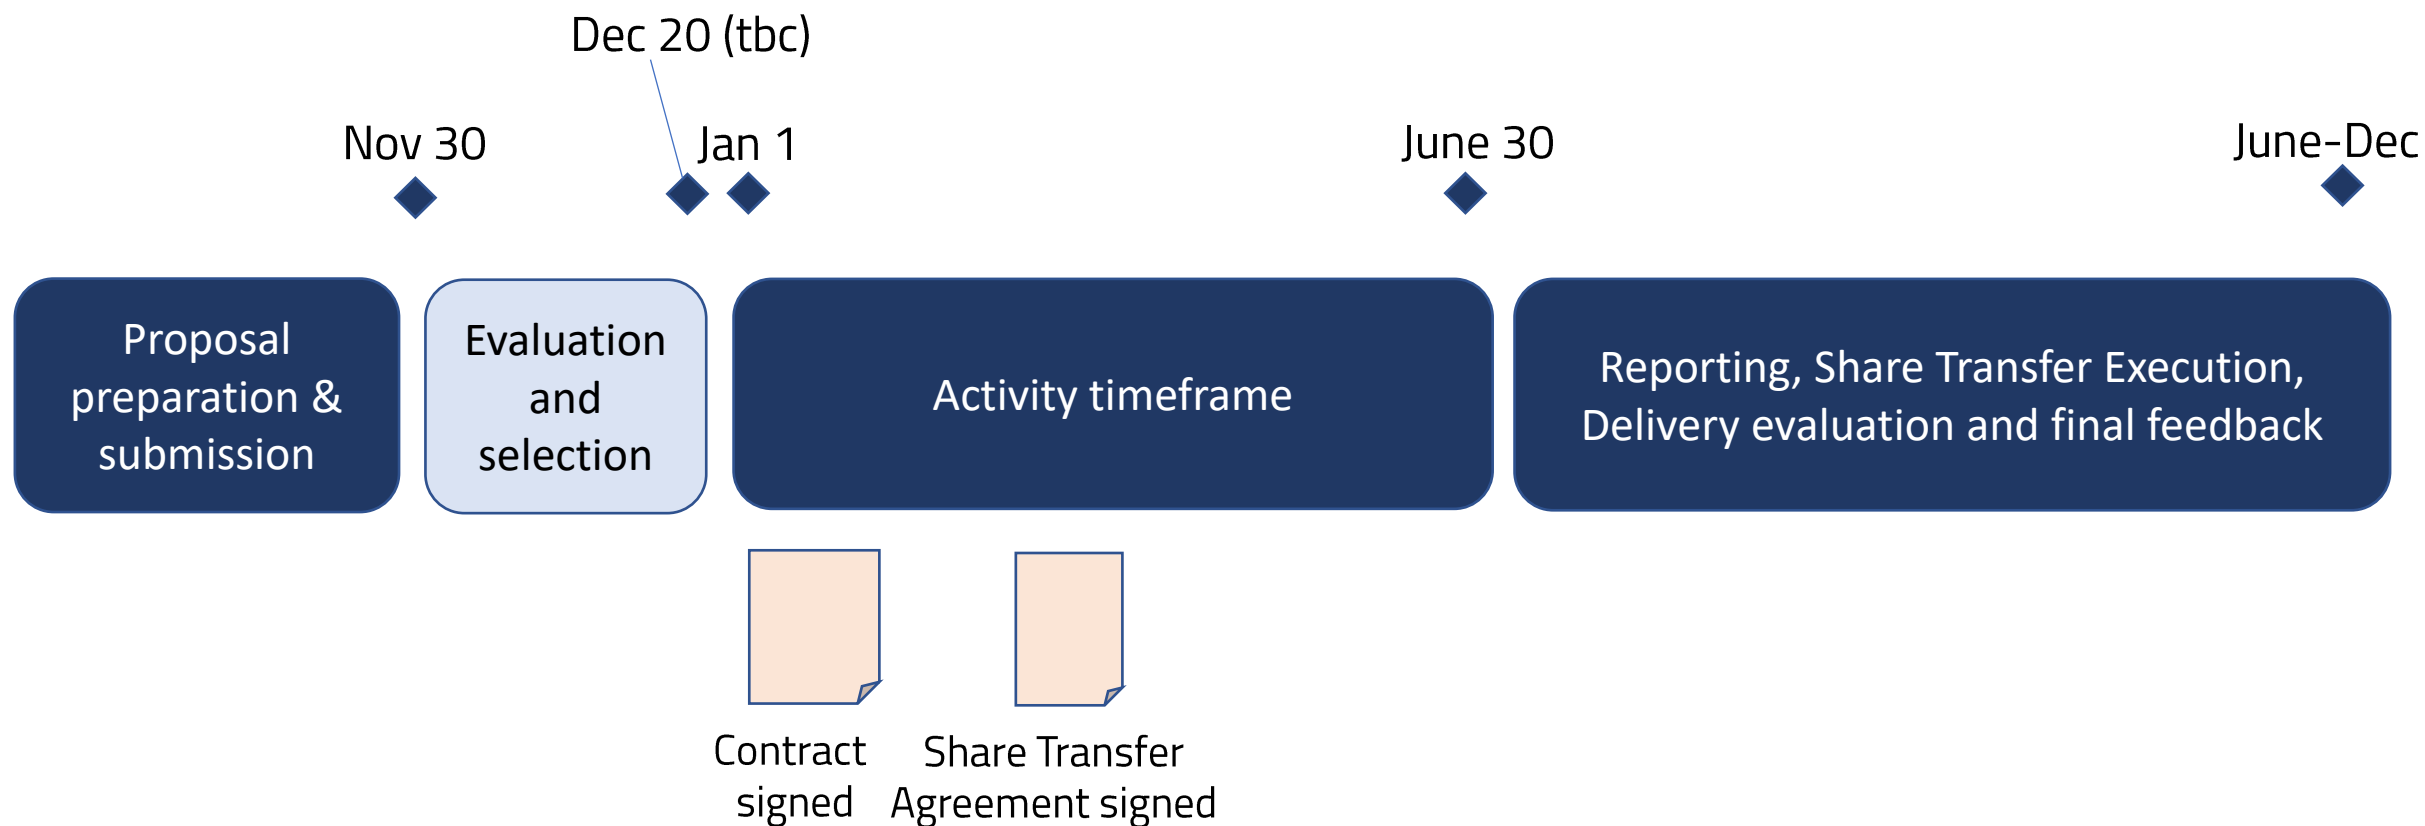 Dec 20 (tbc)
Nov 30
Jan 1
June 30
June-Dec
Proposal
preparation &
submission
Evaluation
and
selection
Activity timeframe
Reporting, Share Transfer Execution,
Delivery evaluation and final feedback
Contract
signed
Share Transfer
Agreement signed